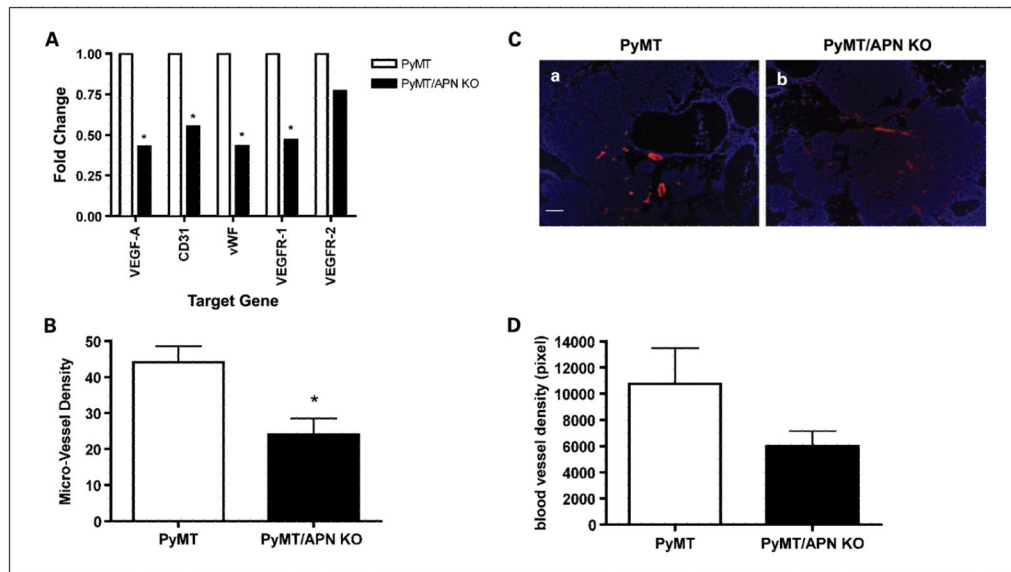 A
PyMT
PyMT/APN KO
1.00
0.75
0.50
0.25
0.00
Fold Change
* * * *
VEGF-A
CD31
vWF
VEGFR-1
VEGFR-2
Target Gene
B
50
40
30
20
10
0
Micro-Vessel Density
*
PyMT PyMT/APN KO
C
PyMT PyMT/APN KO
a b
D
14000
12000
10000
8000
6000
4000
2000
0
blood vessel density (pixel)
PyMT PyMT/APN KO